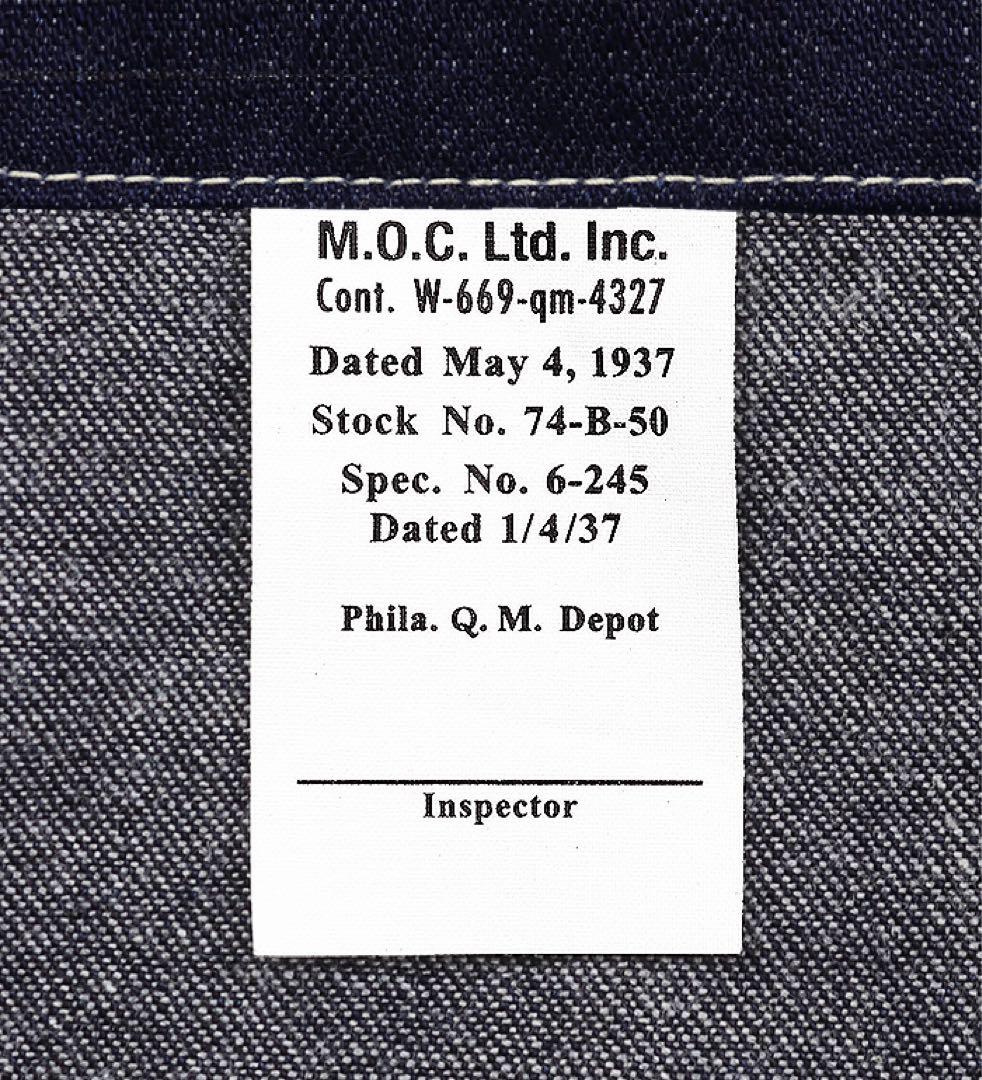 M.O.C. Ltd. Inc.
Cont. W-669-qm-4327
Dated May 4, 1937
Stock No. 74-B-50
Spec. No. 6-245
Dated 1/4/37
Phila. Q. M. Depot
Inspector